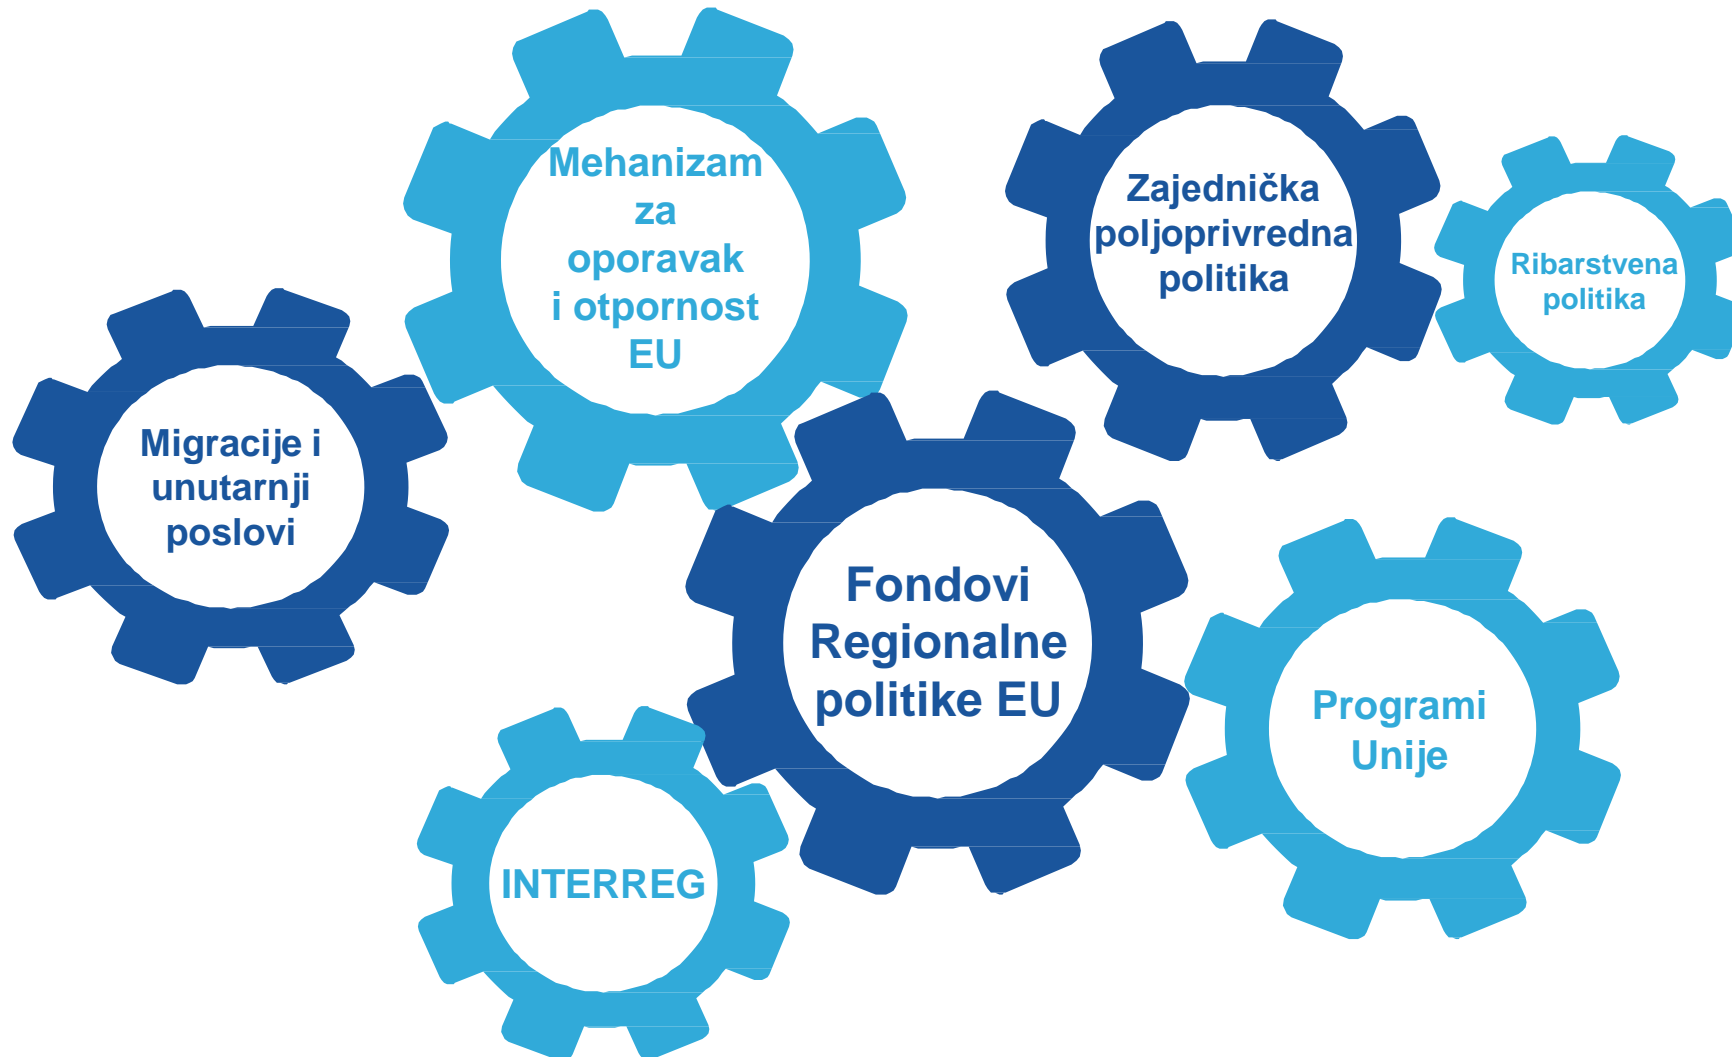 Mehanizam
za
oporavak
i otpornost
EU
Zajednička
poljoprivredna
politika
Ribarstvena
politika
Migracije i
unutarnji
poslovi
Fondovi
Regionalne
politike EU
Programi
Unije
INTERREG